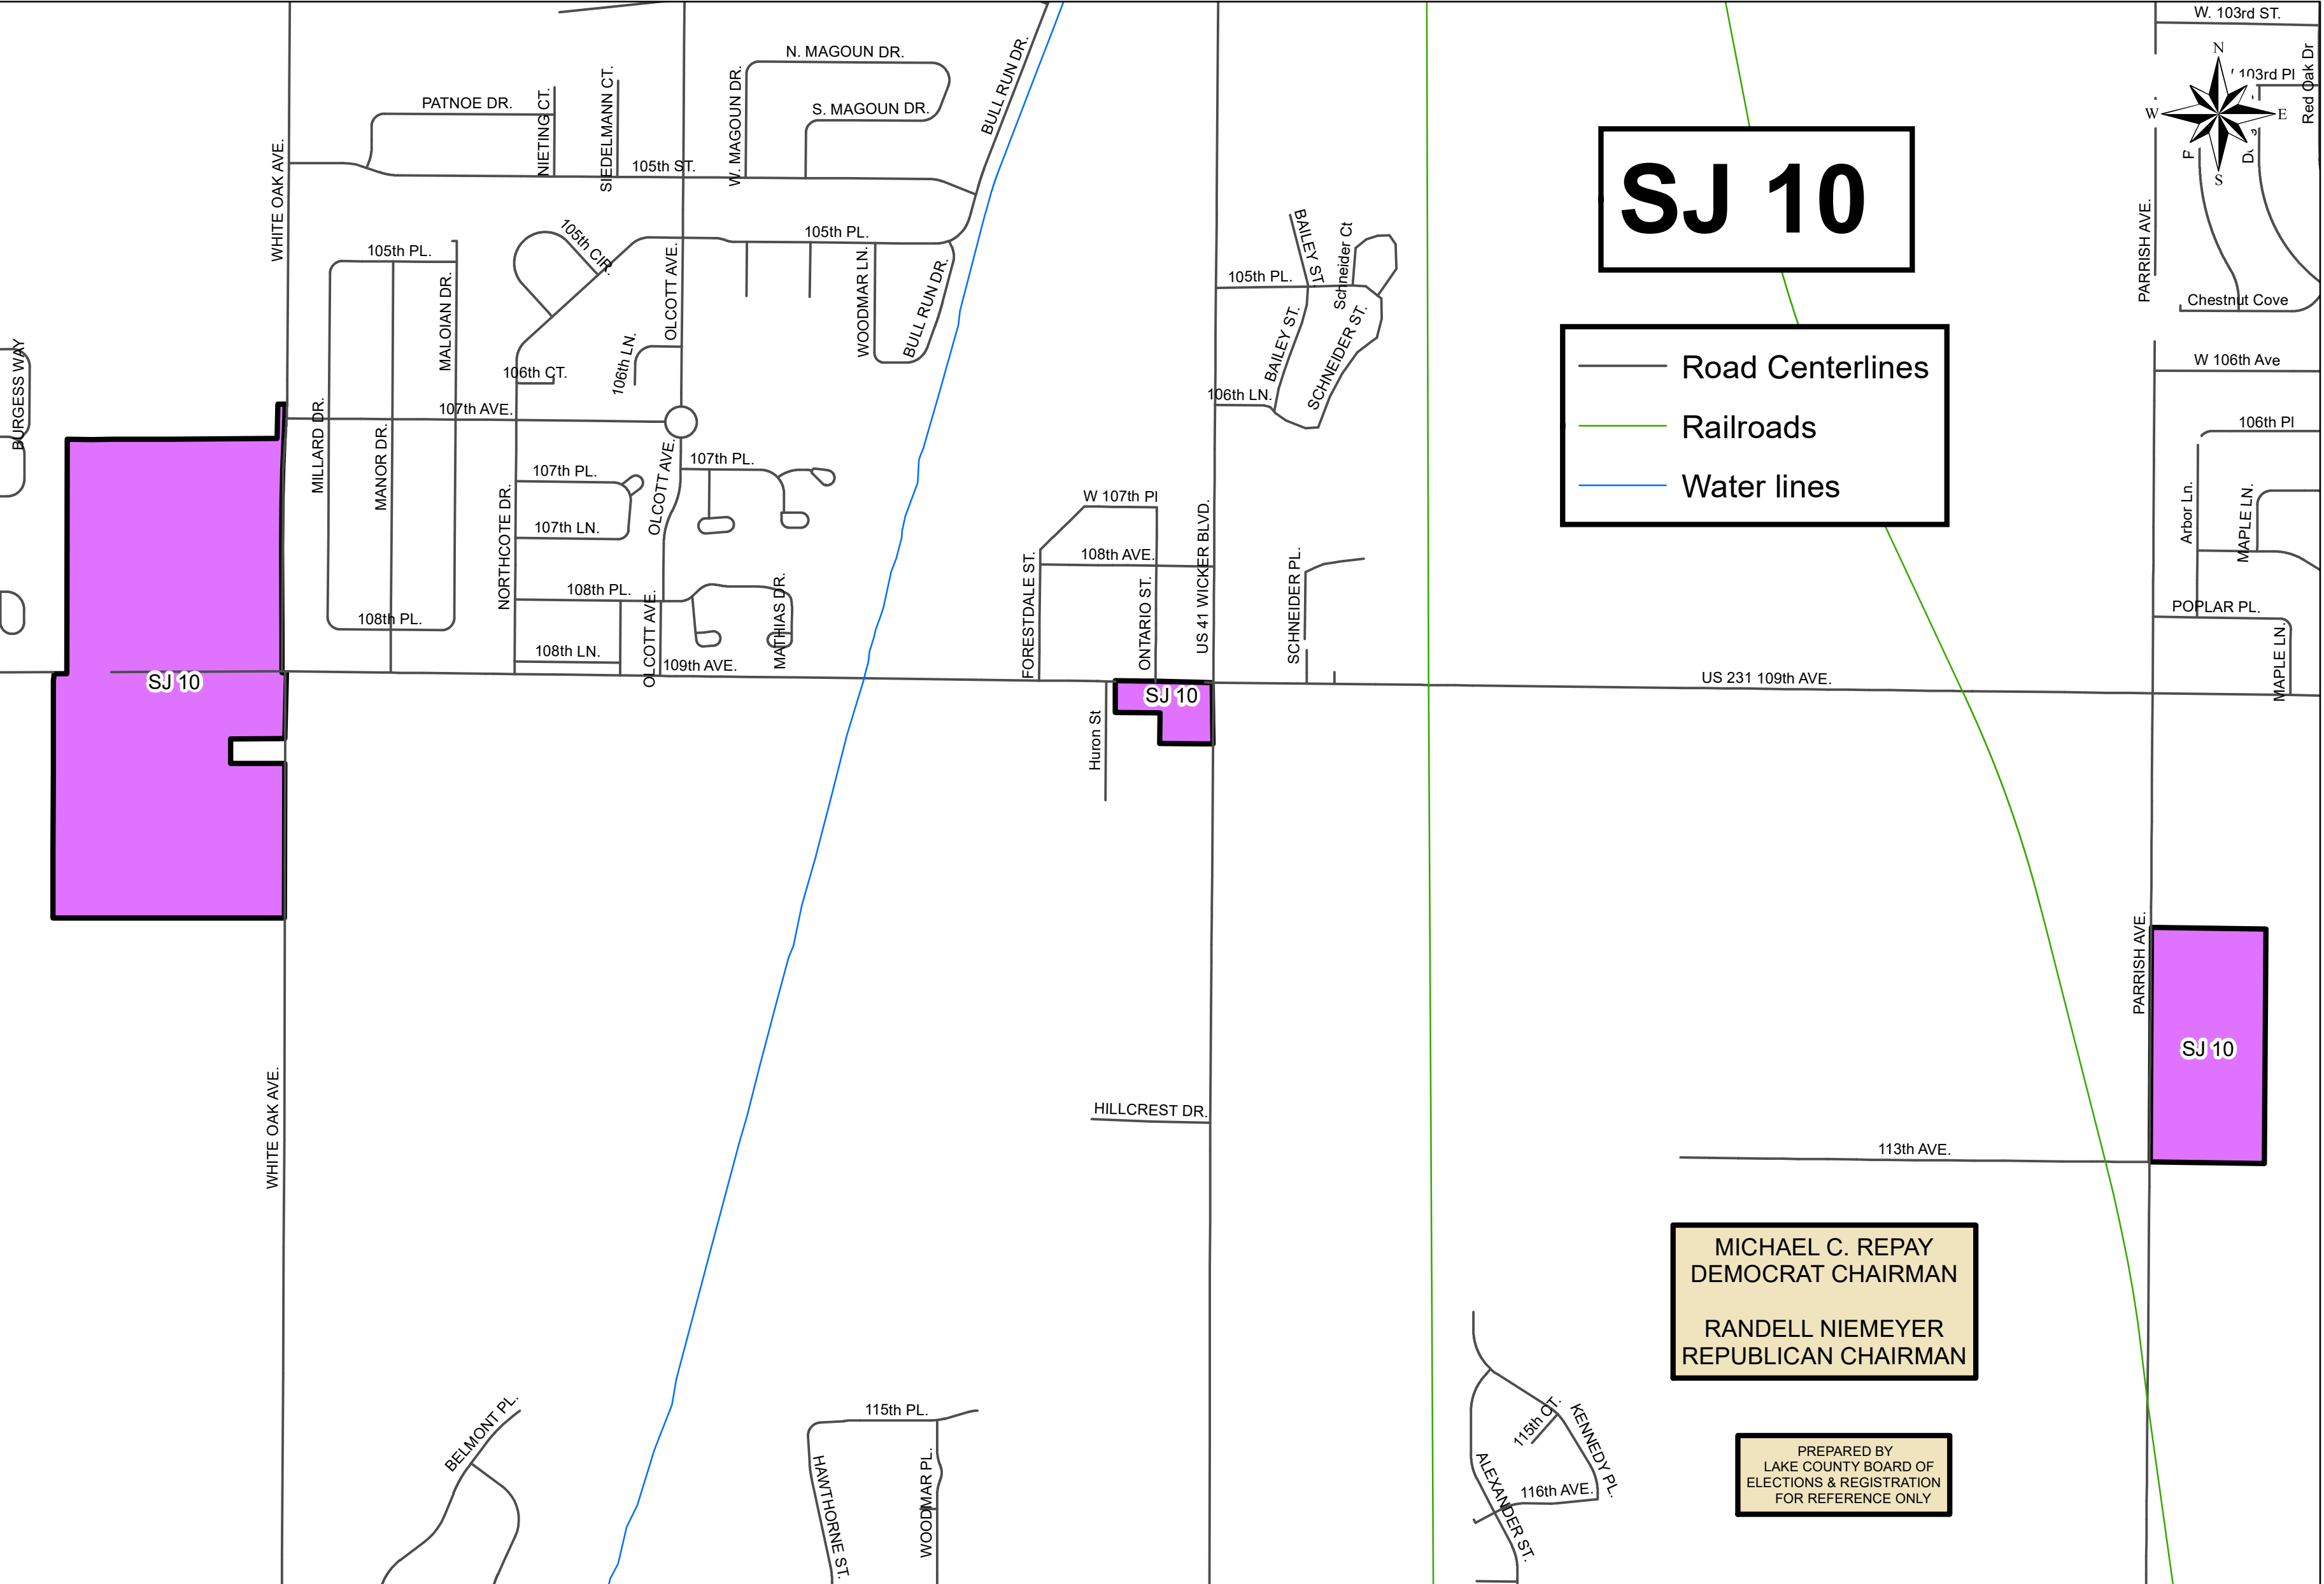 W. 103rd ST.
N
103rd Pl
Red Oak Dr
W
E
S
N. MAGOUN DR.
S. MAGOUN DR.
W. MAGOUN DR.
BULL RUN DR.
PATNOE DR.
NIETING CT.
SIEDELMANN CT.
105th ST.
WHITE OAK AVE.
SJ 10
PARRISH AVE.
105th PL.
105th CIR.
105th PL.
OLCOTT AVE.
WOODMAR LN.
BULL RUN DR.
MALOIAN DR.
BAILEY ST
Schneider Ct
105th PL.
BAILEY ST.
SCHNEIDER ST.
106th LN.
Chestnut Cove
W 106th Ave
Road Centerlines
Railroads
Water lines
BURGESS WAY
106th CT.
106th LN.
107th AVE.
MILLARD DR.
MANOR DR.
NORTHCOTE DR.
107th PL.
107th LN.
OLCOTT AVE.
107th PL.
106th Pl
Arbor Ln.
MAPLE LN.
W 107th Pl
108th AVE.
FORESTDALE ST.
ONTARIO ST.
US 41 WICKER BLVD.
SCHNEIDER PL.
108th PL.
108th PL.
108th LN.
OLCOTT AVE.
MATHIAS DR.
109th AVE.
POPLAR PL.
MAPLE LN.
US 231 109th AVE.
SJ 10
SJ 10
Huron St
PARRISH AVE.
SJ 10
WHITE OAK AVE.
HILLCREST DR.
113th AVE.
MICHAEL C. REPAY
DEMOCRAT CHAIRMAN
RANDELL NIEMEYER
REPUBLICAN CHAIRMAN
BELMONT PL.
115th PL.
HAWTHORNE ST.
WOODMAR PL.
115th CT.
KENNEDY PL.
ALEXANDER ST.
116th AVE.
PREPARED BY
LAKE COUNTY BOARD OF
ELECTIONS & REGISTRATION
FOR REFERENCE ONLY